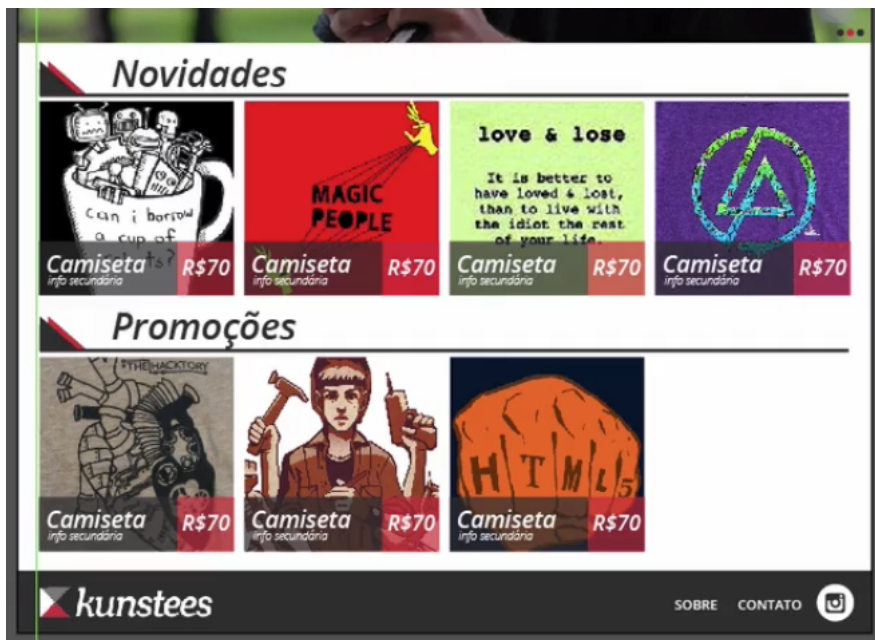 Novidades
can i borrow
a cup of
ts?
Camiseta
info secundária
R$70
MAGIC
PEOPLE
Camiseta
info secundária
R$70
love & lose
It is better to
have loved & lost,
than to live with
the idiot the rest
of your life.
Camiseta
info secundária
R$70
Camiseta
info secundária
R$70
Promoções
#THE HACKTORY
Camiseta
info secundária
R$70
Camiseta
info secundária
R$70
HTML5
Camiseta
info secundária
R$70
kunstees
SOBRE CONTATO